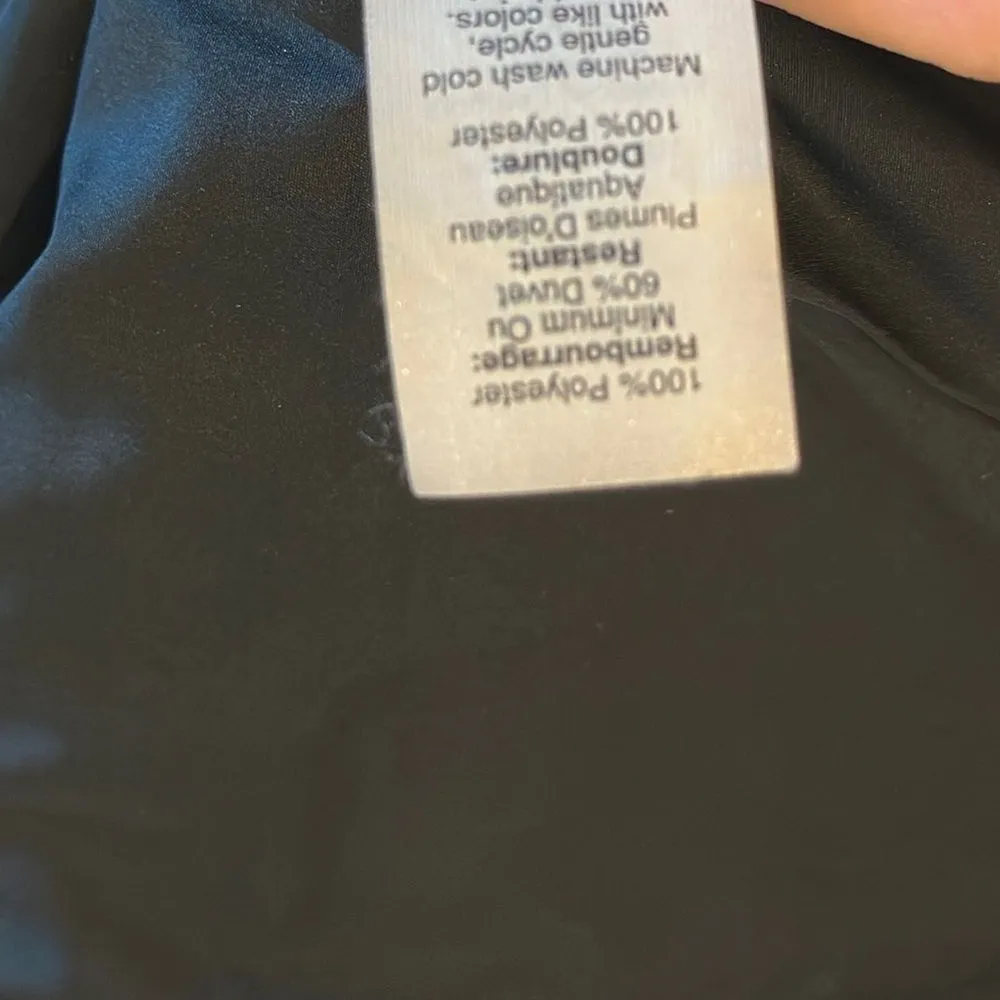 100% Polyester
Rembourrage:
Minimum Ou
60% Duvet
Restant:
Plumes D'oiseau
Aquatique
Doublure:
100% Polyester
Machine wash cold
gentle cycle,
with like colors.